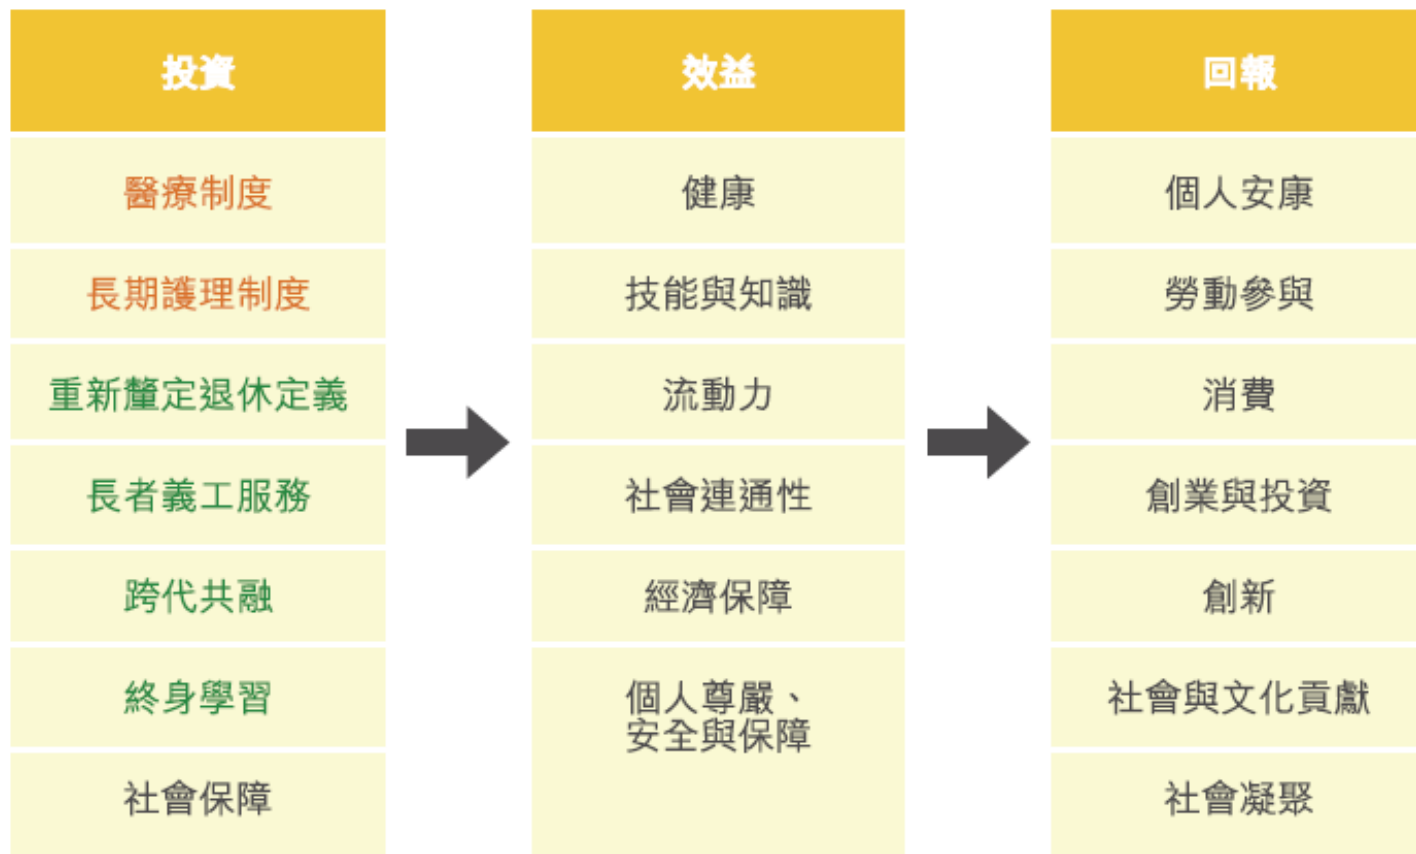 投資
醫療制度
長期護理制度
重新釐定退休定義
長者義工服務
跨代共融
終身學習
社會保障
效益
健康
技能與知識
流動力
社會連通性
經濟保障
個人尊嚴、
安全與保障
回報
個人安康
勞動參與
消費
創業與投資
創新
社會與文化貢獻
社會凝聚